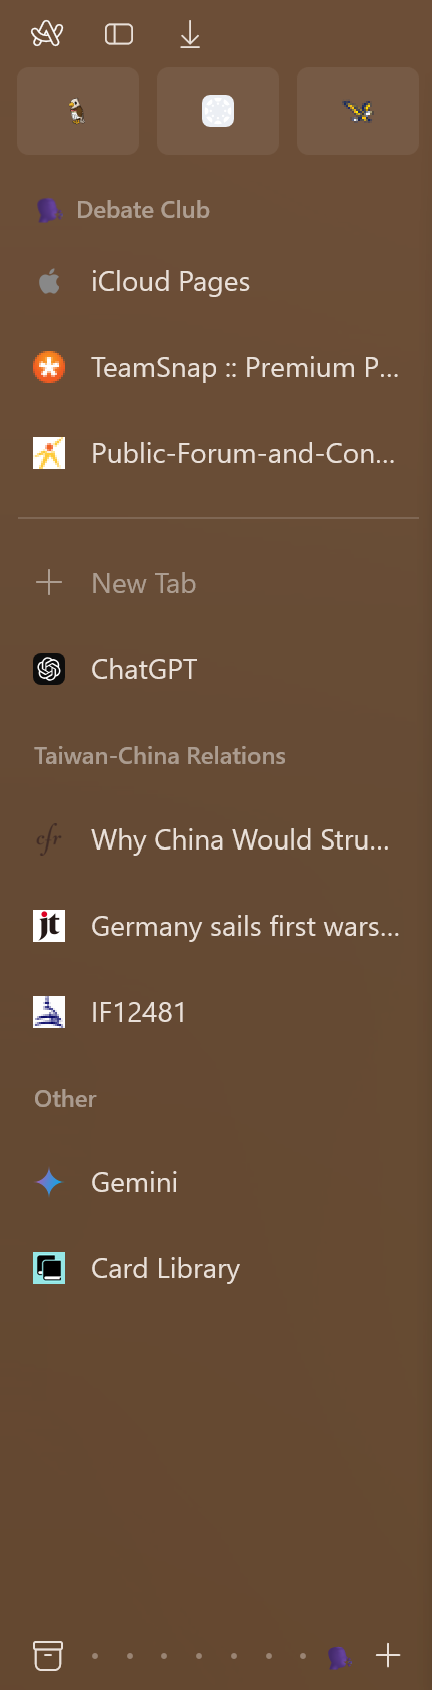 Debate Club
iCloud Pages
TeamSnap :: Premium P...
Public-Forum-and-Con...
New Tab
ChatGPT
Taiwan-China Relations
cfr
Why China Would Stru...
jt
Germany sails first wars...
IF12481
Other
Gemini
Card Library